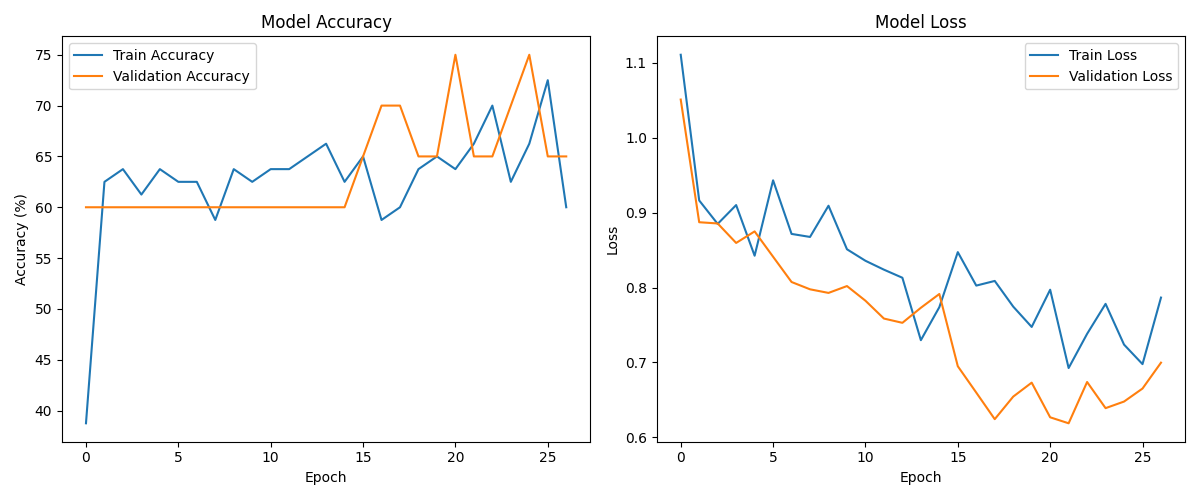 Model Accuracy
Train Accuracy
Validation Accuracy
Accuracy (%)
75
70
65
60
55
50
45
40
0 5 10 15 20 25
Epoch
Model Loss
Train Loss
Validation Loss
Loss
1.1
1.0
0.9
0.8
0.7
0.6
0 5 10 15 20 25
Epoch